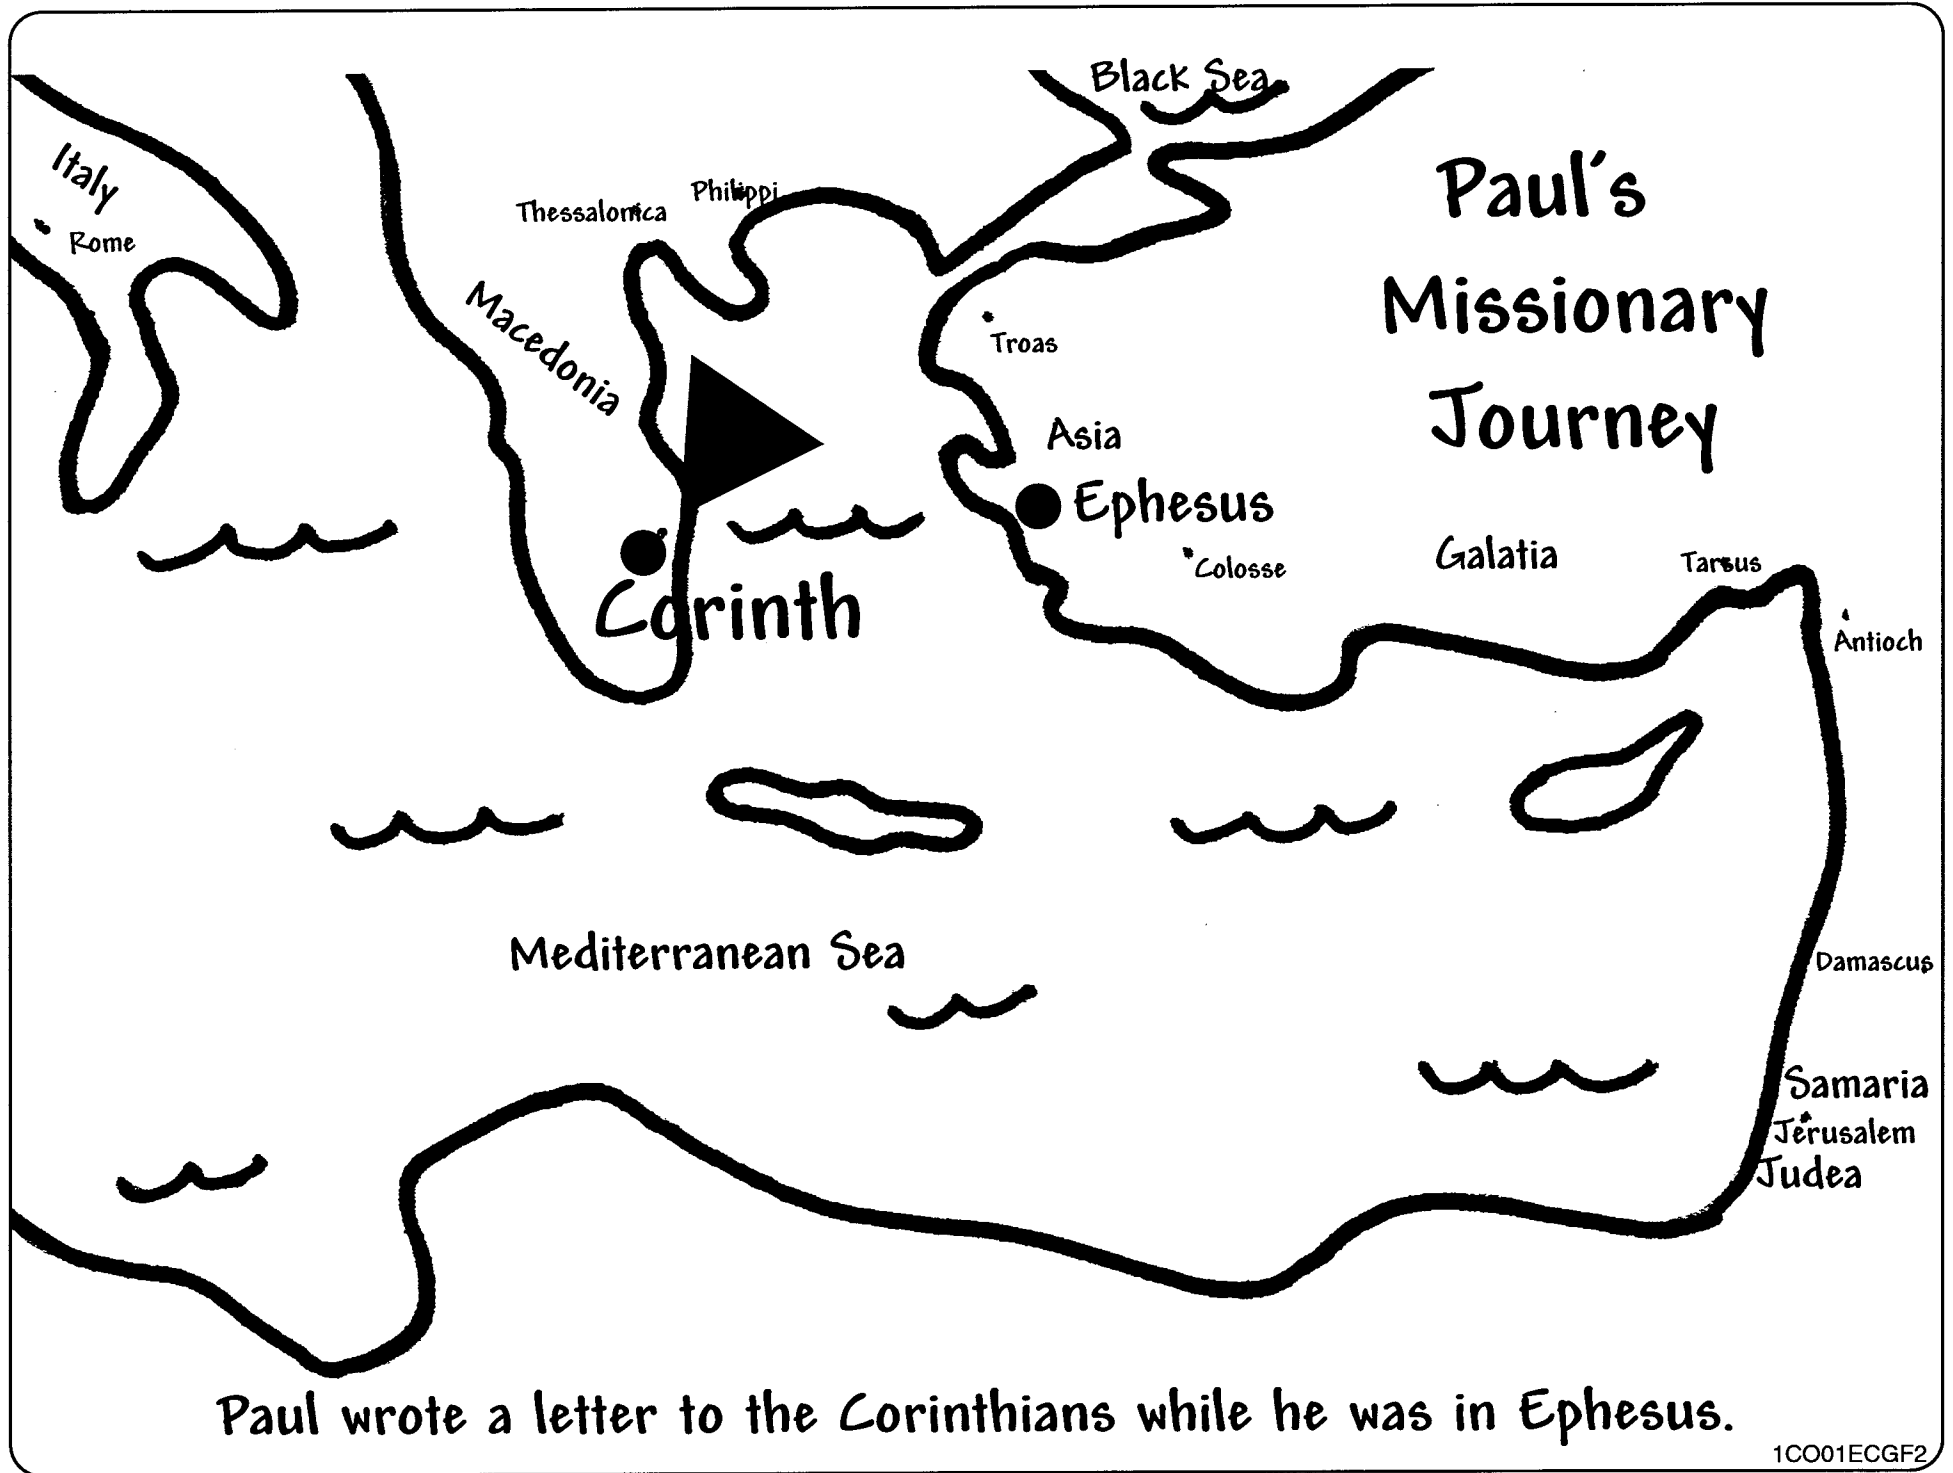 Black Sea
Italy
Rome
Paul's
Missionary
Journey
Philippi
Thessalonica
Macedonia
Troas
Asia
Ephesus
Colosse
Galatia
Tarsus
Antioch
Corinth
Mediterranean Sea
Damascus
Samaria
Jerusalem
Judea
Paul wrote a letter to the Corinthians while he was in Ephesus.
1CO01ECGF2